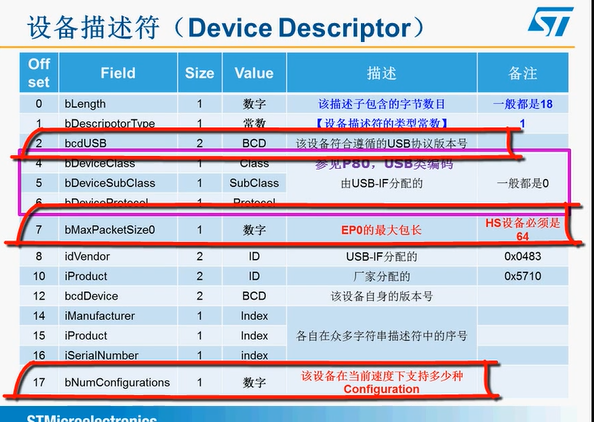 设备描述符（Device Descriptor）
ST
Off set Field Size Value 描述 备注
0 bLength 1 数字 该描述子包含的字节数目 一般都是18
1 bDescripotorType 1 常数 【设备描述符的类型常数】 1
2 bcdUSB 2 BCD 该设备符合遵循的USB协议版本号
4 bDeviceClass 1 Class 参见P80，USB类编码
5 bDeviceSubClass 1 SubClass 由USB-IF分配的 一般都是0
6 bDeviceProtocol 1 Protocol
7 bMaxPacketSize0 1 数字 EP0的最大包长 HS设备必须是64
8 idVendor 2 ID USB-IF分配的 0x0483
10 iProduct 2 ID 厂家分配的 0x5710
12 bcdDevice 2 BCD 该设备自身的版本号
14 iManufacturer 1 Index
15 iProduct 1 Index 各自在众多字符串描述符中的序号
16 iSerialNumber 1 index
17 bNumConfigurations 1 数字 该设备在当前速度下支持多少种Configuration
STMicroelectronics